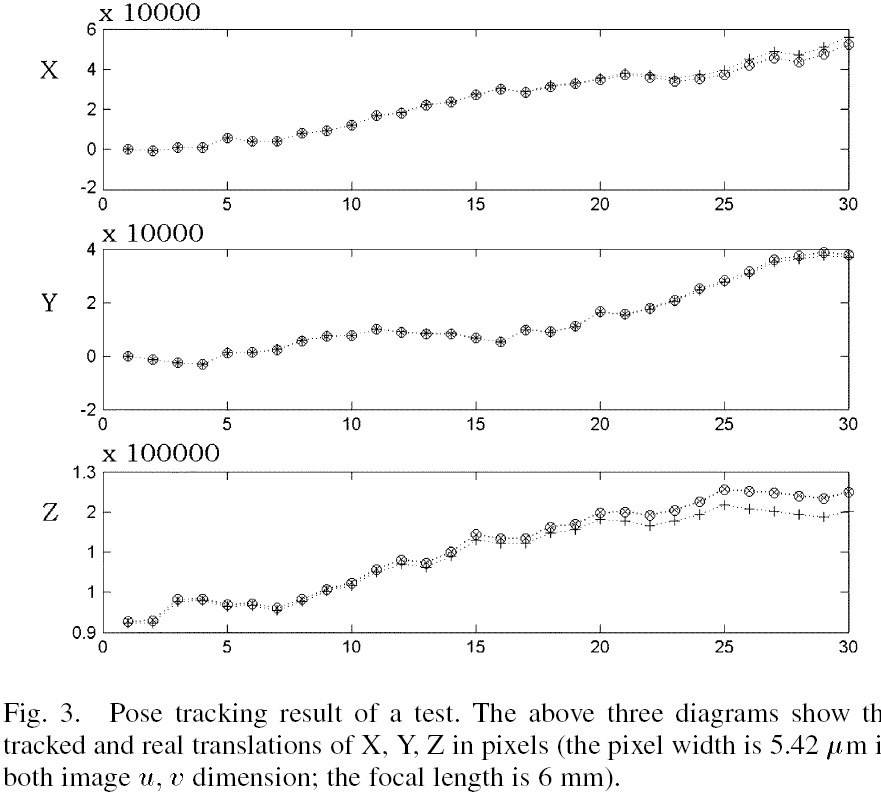 x 10000
6
X
4
2
0
-2
0 5 10 15 20 25 30
x 10000
4
Y
2
0
-2
0 5 10 15 20 25 30
x 100000
1.3
Z
2
1
1
0.9
0 5 10 15 20 25 30
Fig. 3. Pose tracking result of a test. The above three diagrams show th
tracked and real translations of X, Y, Z in pixels (the pixel width is 5.42 μm i
both image u, v dimension; the focal length is 6 mm).